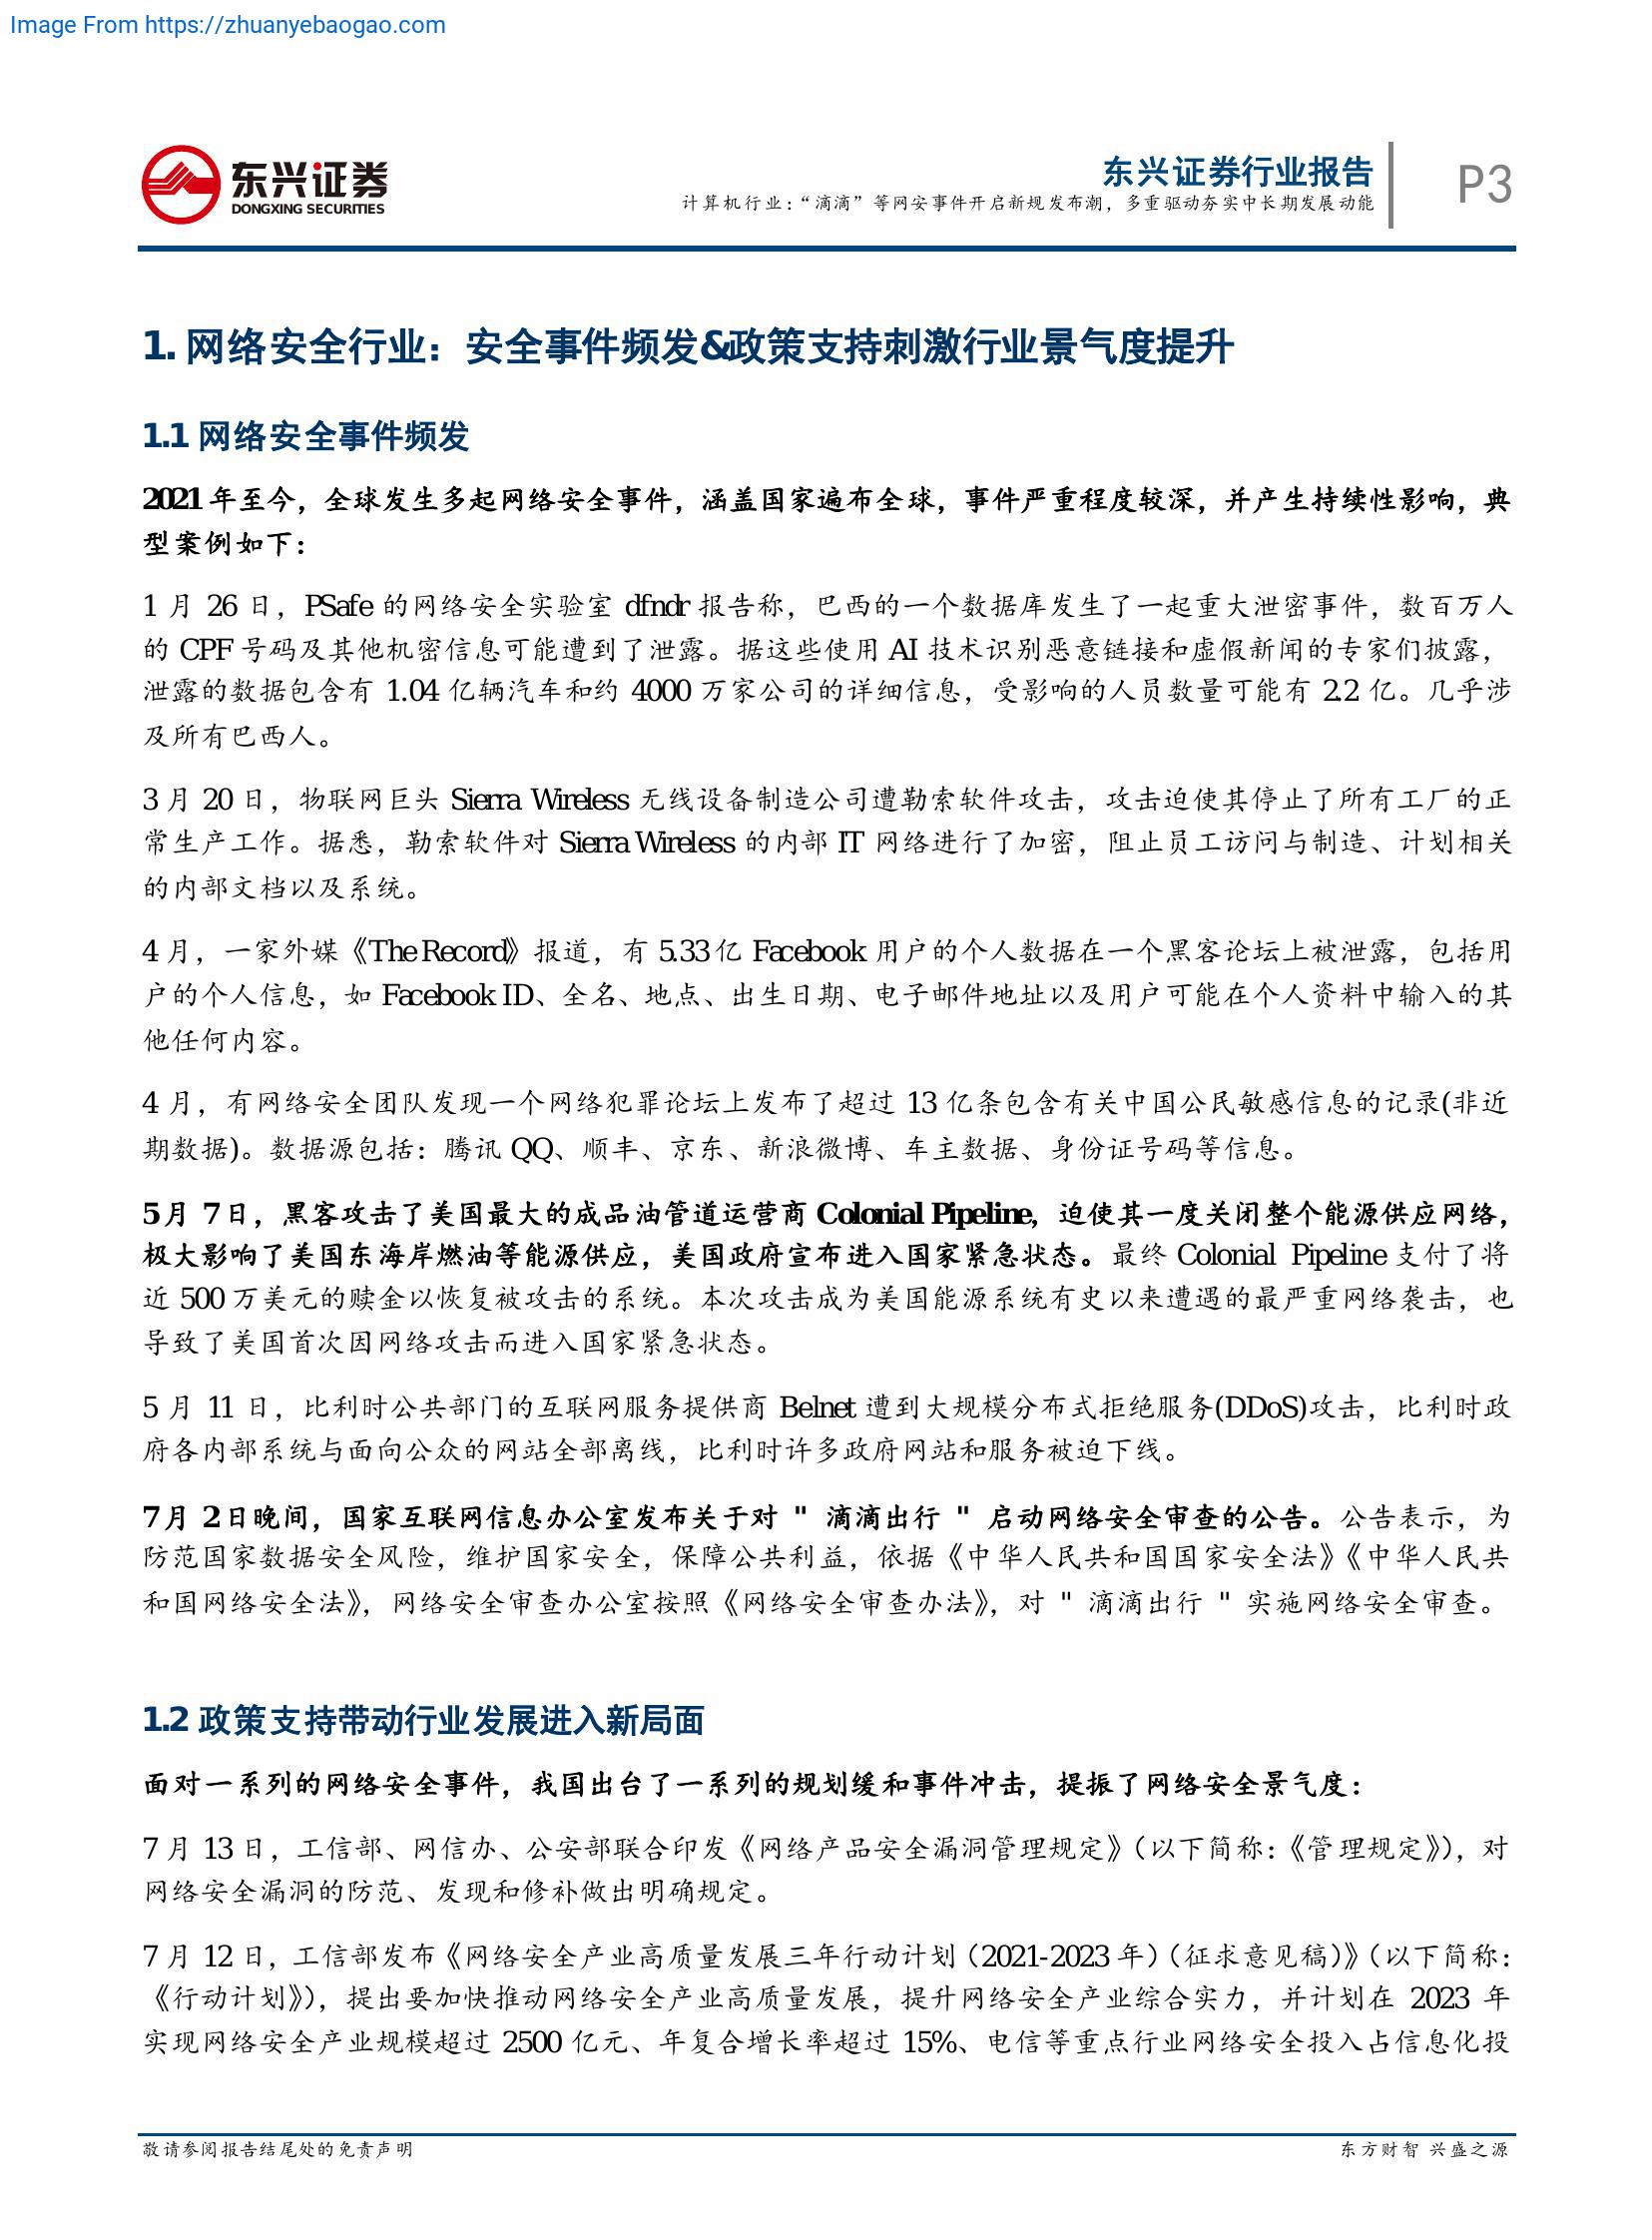 Image From https://zhuanyebaogao.com
东兴证券
DONGXING SECURITIES
东兴证券行业报告
计算机行业：“滴滴”等网安事件开启新规发布潮，多重驱动夯实中长期发展动能
P3
1. 网络安全行业：安全事件频发&政策支持刺激行业景气度提升
1.1 网络安全事件频发
2021 年至今，全球发生多起网络安全事件，涵盖国家遍布全球，事件严重程度较深，并产生持续性影响，典
型案例如下：
1 月 26 日，PSafe 的网络安全实验室 dfndr 报告称，巴西的一个数据库发生了一起重大泄密事件，数百万人
的 CPF 号码及其他机密信息可能遭到了泄露。据这些使用 AI 技术识别恶意链接和虚假新闻的专家们披露，
泄露的数据包含有 1.04 亿辆汽车和约 4000 万家公司的详细信息，受影响的人员数量可能有 2.2 亿。几乎涉
及所有巴西人。
3 月 20 日，物联网巨头 Sierra Wireless 无线设备制造公司遭勒索软件攻击，攻击迫使其停止了所有工厂的正
常生产工作。据悉，勒索软件对 Sierra Wireless 的内部 IT 网络进行了加密，阻止员工访问与制造、计划相关
的内部文档以及系统。
4 月，一家外媒《The Record》报道，有 5.33 亿 Facebook 用户的个人数据在一个黑客论坛上被泄露，包括用
户的个人信息，如 Facebook ID、全名、地点、出生日期、电子邮件地址以及用户可能在个人资料中输入的其
他任何内容。
4 月，有网络安全团队发现一个网络犯罪论坛上发布了超过 13 亿条包含有关中国公民敏感信息的记录(非近
期数据)。数据源包括：腾讯 QQ、顺丰、京东、新浪微博、车主数据、身份证号码等信息。
5 月 7 日，黑客攻击了美国最大的成品油管道运营商 Colonial Pipeline，迫使其一度关闭整个能源供应网络，
极大影响了美国东海岸燃油等能源供应，美国政府宣布进入国家紧急状态。最终 Colonial Pipeline 支付了将
近 500 万美元的赎金以恢复被攻击的系统。本次攻击成为美国能源系统有史以来遭遇的最严重网络袭击，也
导致了美国首次因网络攻击而进入国家紧急状态。
5 月 11 日，比利时公共部门的互联网服务提供商 Belnet 遭到大规模分布式拒绝服务(DDoS)攻击，比利时政
府各内部系统与面向公众的网站全部离线，比利时许多政府网站和服务被迫下线。
7 月 2 日晚间，国家互联网信息办公室发布关于对 " 滴滴出行 " 启动网络安全审查的公告。公告表示，为
防范国家数据安全风险，维护国家安全，保障公共利益，依据《中华人民共和国国家安全法》《中华人民共
和国网络安全法》，网络安全审查办公室按照《网络安全审查办法》，对 " 滴滴出行 " 实施网络安全审查。
1.2 政策支持带动行业发展进入新局面
面对一系列的网络安全事件，我国出台了一系列的规划缓和事件冲击，提振了网络安全景气度：
7 月 13 日，工信部、网信办、公安部联合印发《网络产品安全漏洞管理规定》（以下简称：《管理规定》），对
网络安全漏洞的防范、发现和修补做出明确规定。
7 月 12 日，工信部发布《网络安全产业高质量发展三年行动计划（2021-2023 年）（征求意见稿）》（以下简称：
《行动计划》），提出要加快推动网络安全产业高质量发展，提升网络安全产业综合实力，并计划在 2023 年
实现网络安全产业规模超过 2500 亿元、年复合增长率超过 15%、电信等重点行业网络安全投入占信息化投
敬请参阅报告结尾处的免责声明
东方财智 兴盛之源